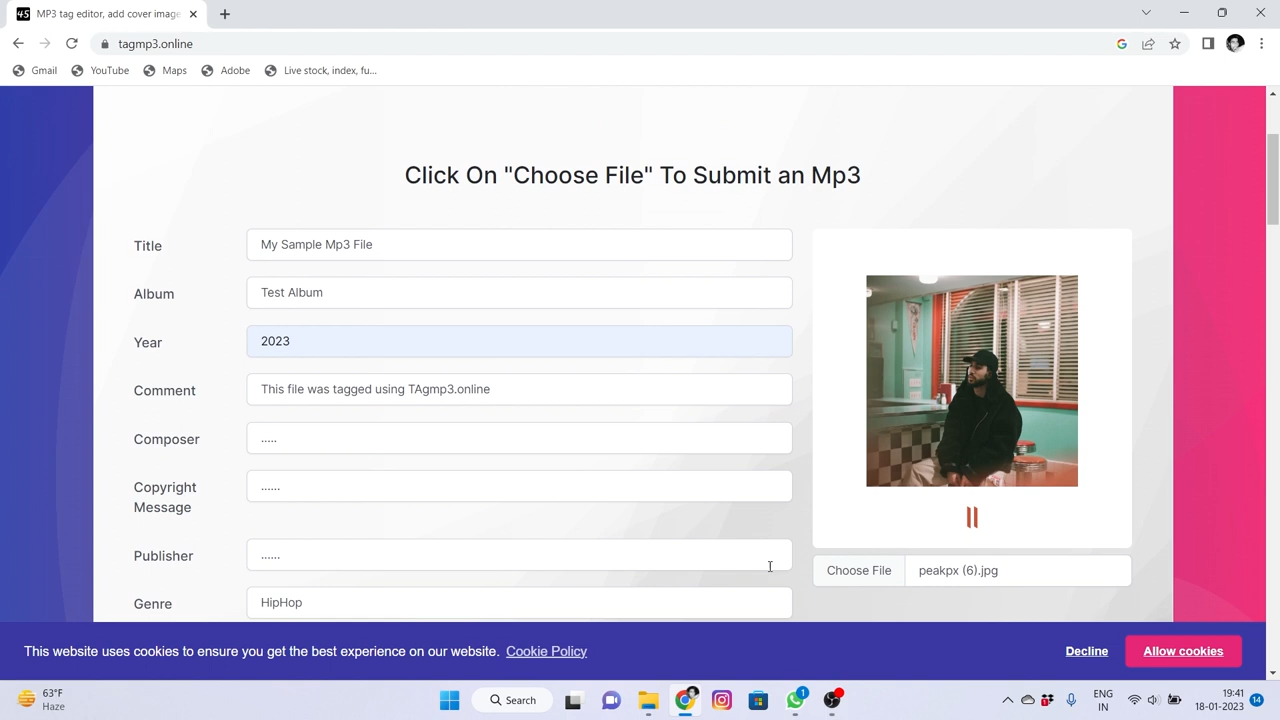 MP3 tag editor, add cover image
tagmp3.online
Gmail YouTube Maps Adobe Live stock, index, fu...
Click On "Choose File" To Submit an Mp3
Title My Sample Mp3 File
Album Test Album
Year 2023
Comment This file was tagged using TAgmp3.online
Composer .....
Copyright Message ......
Publisher ......
Choose File peakpx (6).jpg
Genre HipHop
This website uses cookies to ensure you get the best experience on our website. Cookie Policy Decline Allow cookies
63°F
Haze
Search
1
ENG
IN
19:41
18-01-2023
14